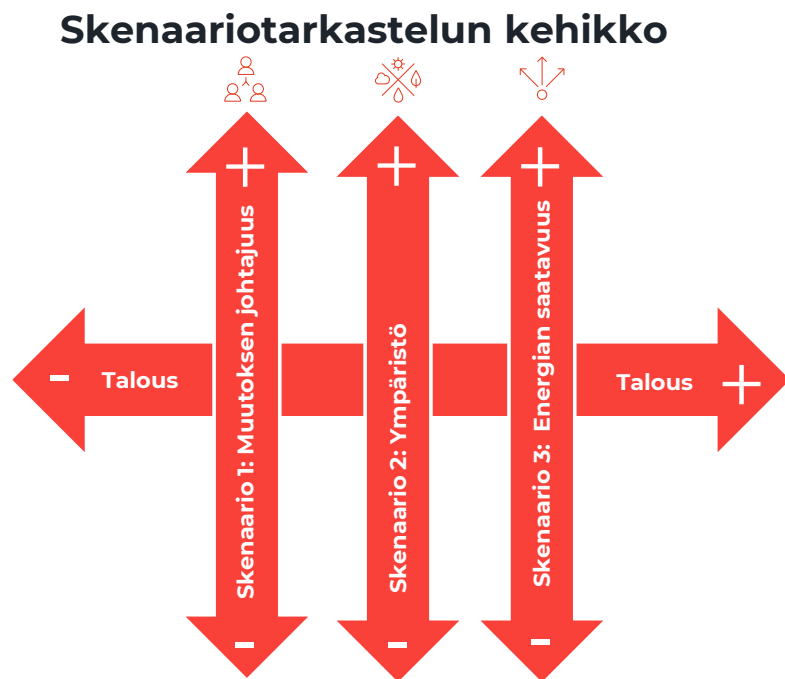 Skenaariotarkastelun kehikko
+
+
+
Skenaario 1: Muutoksen johtajuus
Skenaario 2: Ympäristö
Skenaario 3: Energian saatavuus
- Talous
Talous +
-
-
-